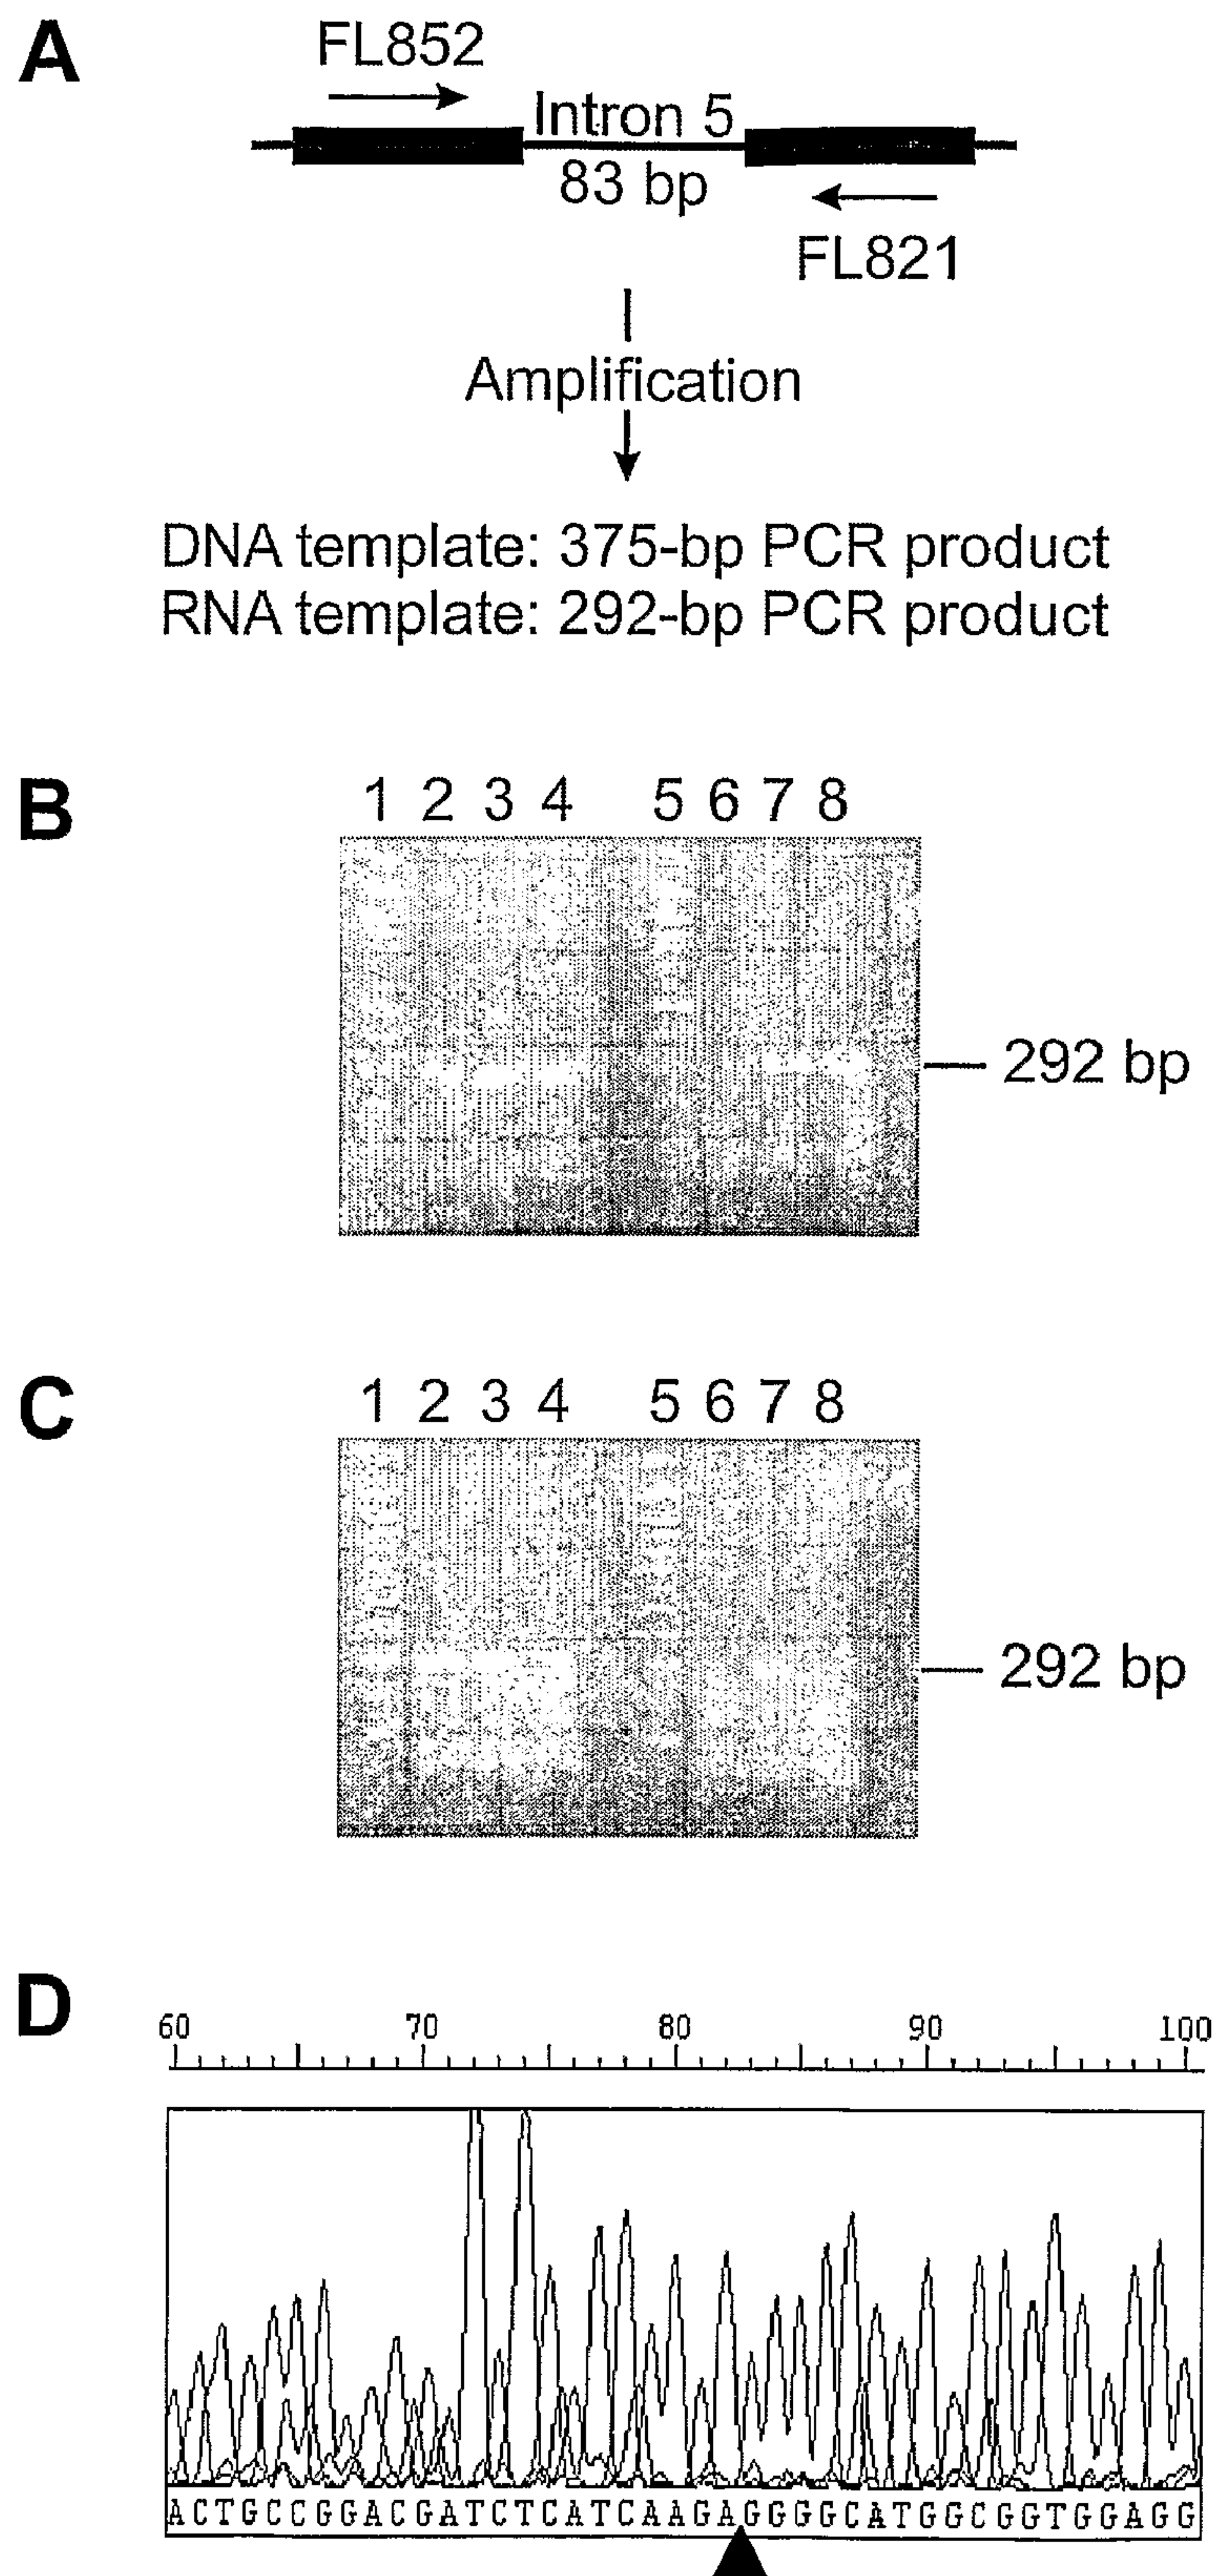 A
FL852
Intron 5
83 bp
FL821
Amplification
DNA template: 375-bp PCR product
RNA template: 292-bp PCR product
B
1 2 3 4 5 6 7 8
292 bp
C
1 2 3 4 5 6 7 8
292 bp
D
60 70 80 90 100
ACTGCCGGACGATCTCATCAAGAGGGGCATGGCGGTGGAGG